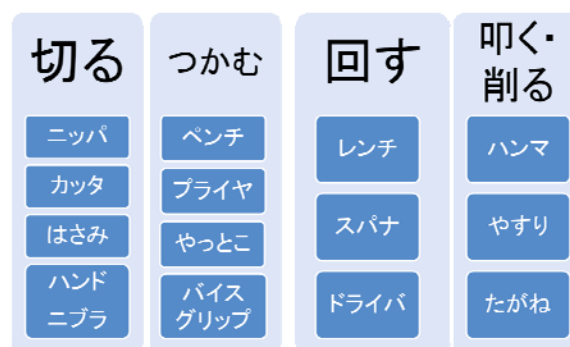 切る
ニッパ
カッタ
はさみ
ハンド
ニブラ
つかむ
ペンチ
プライヤ
やっとこ
バイス
グリップ
回す
レンチ
スパナ
ドライバ
叩く・
削る
ハンマ
やすり
たがね